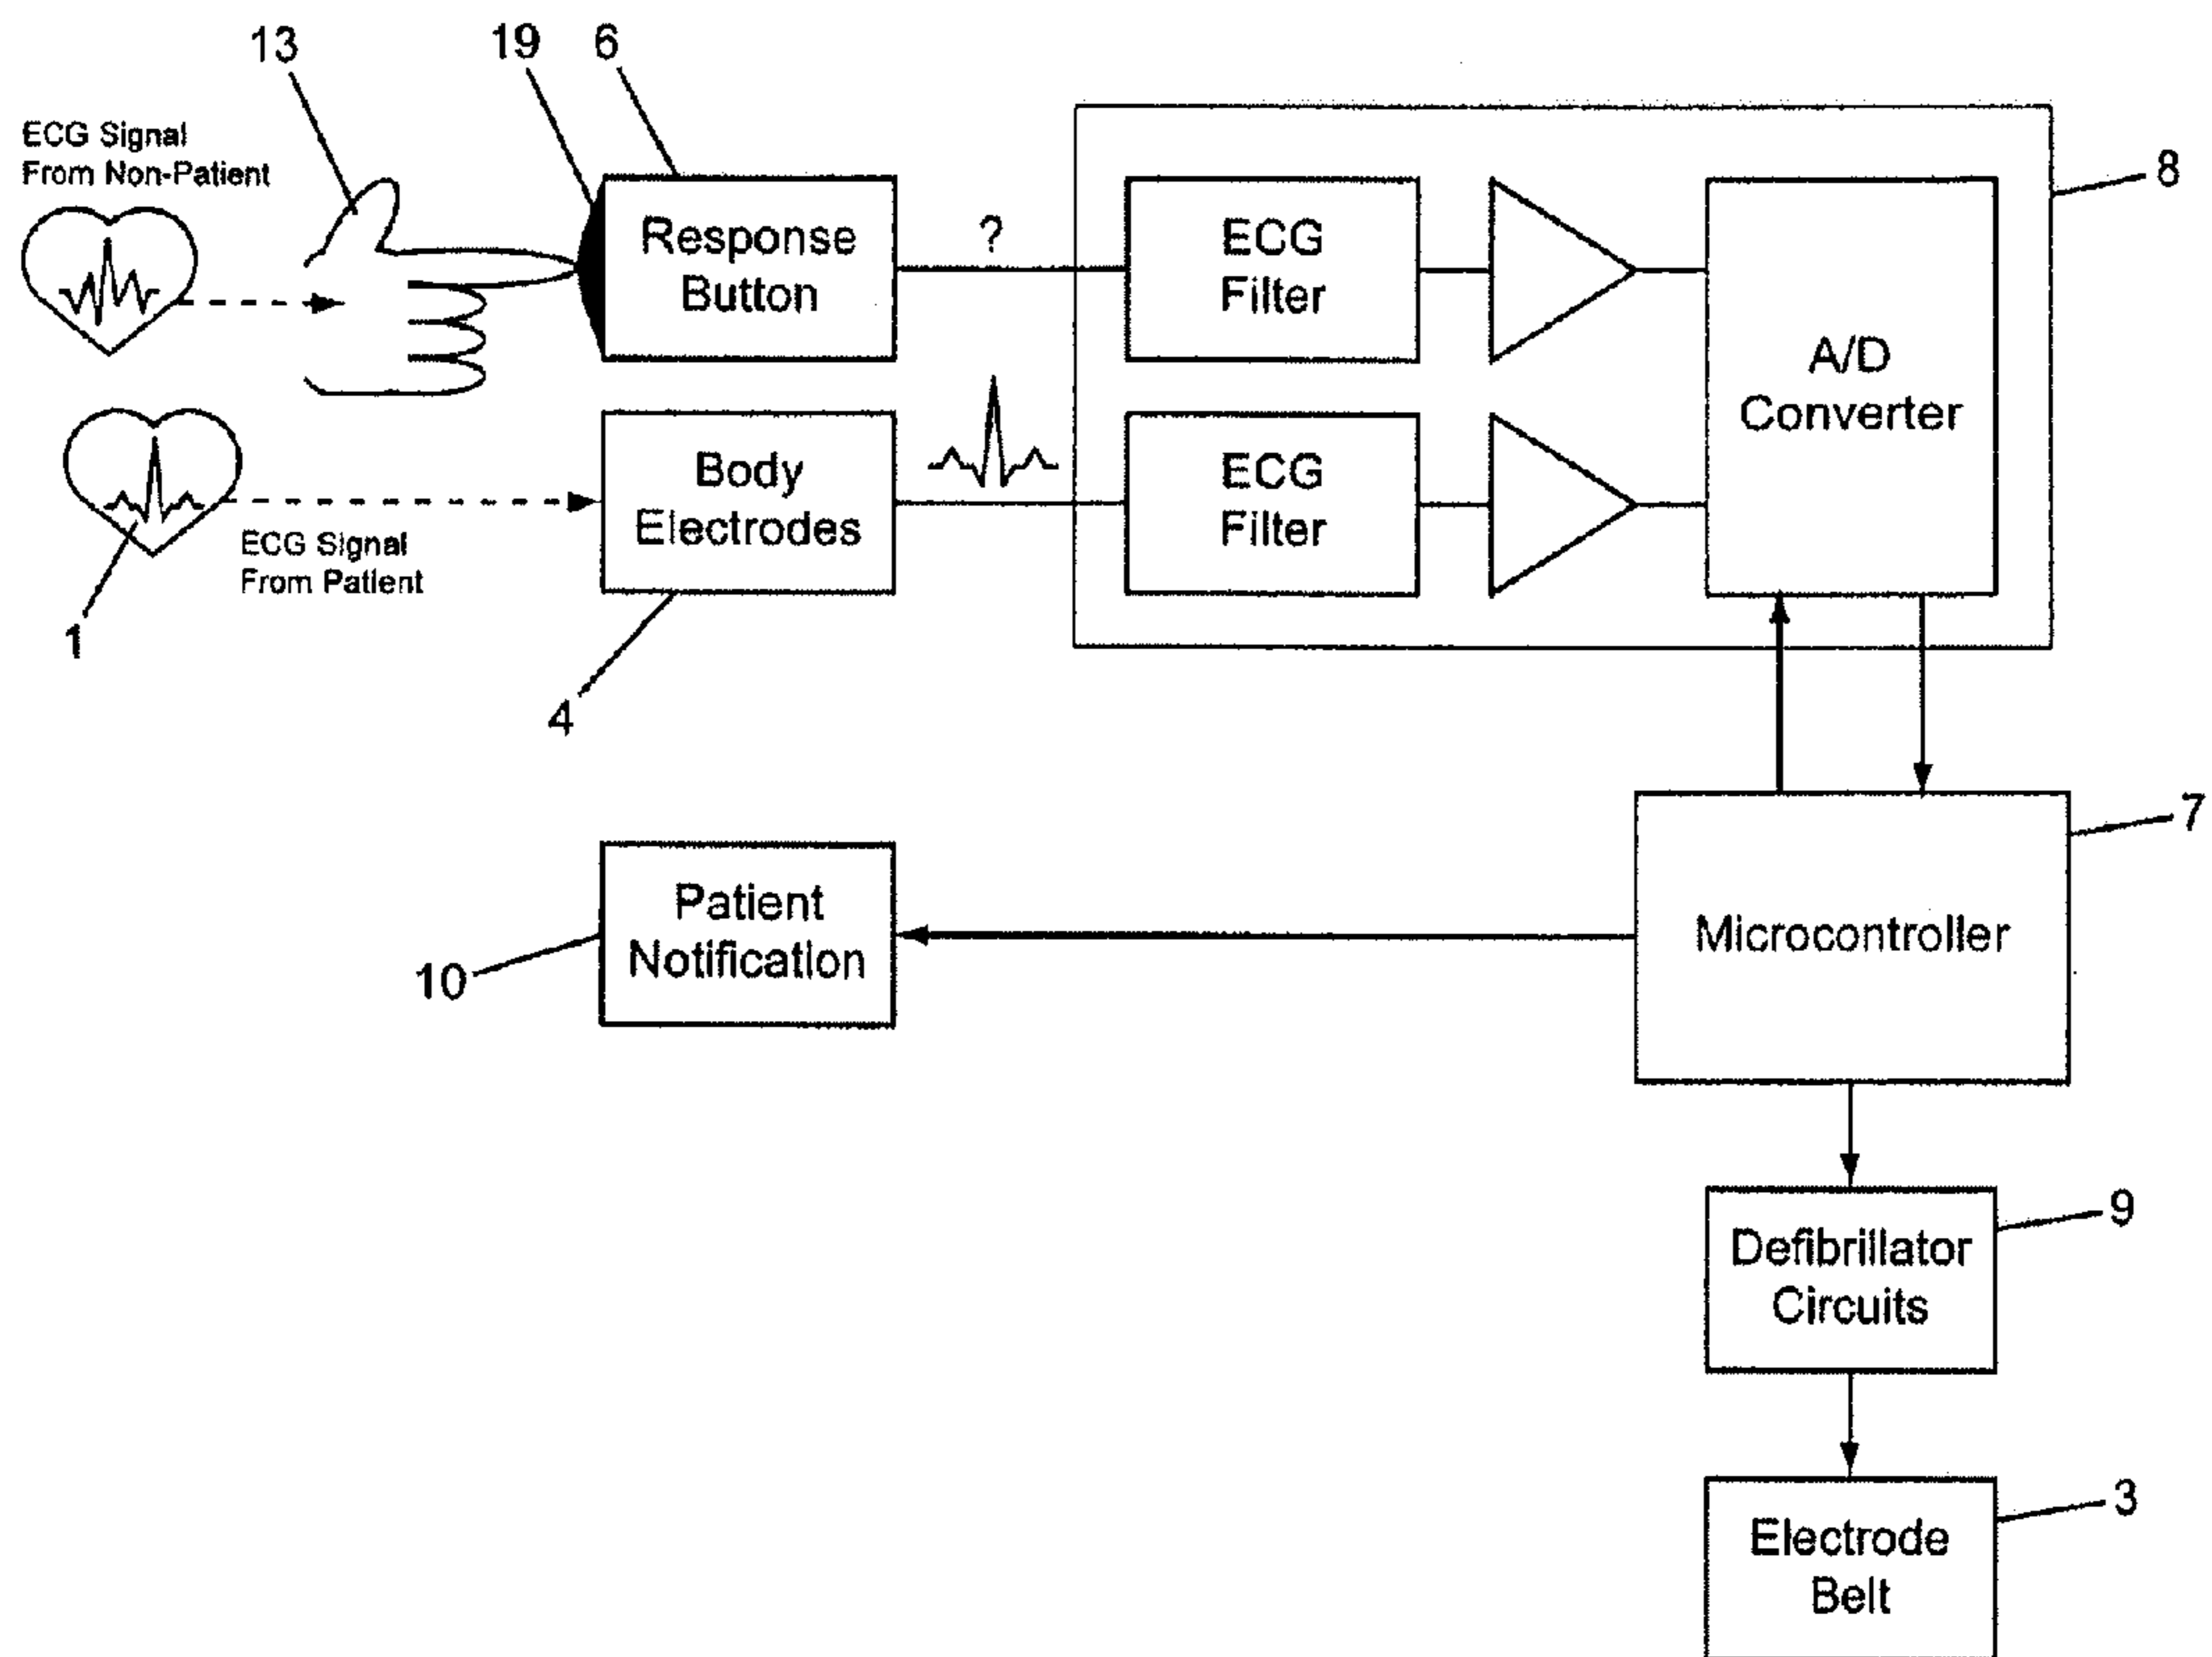 13
19
6
ECG Signal
From Non-Patient
8
Response
Button
?
ECG
Filter
A/D
Converter
Body
Electrodes
ECG
Filter
ECG Signal
From Patient
1
4
7
Patient
Notification
Microcontroller
10
9
Defibrillator
Circuits
3
Electrode
Belt